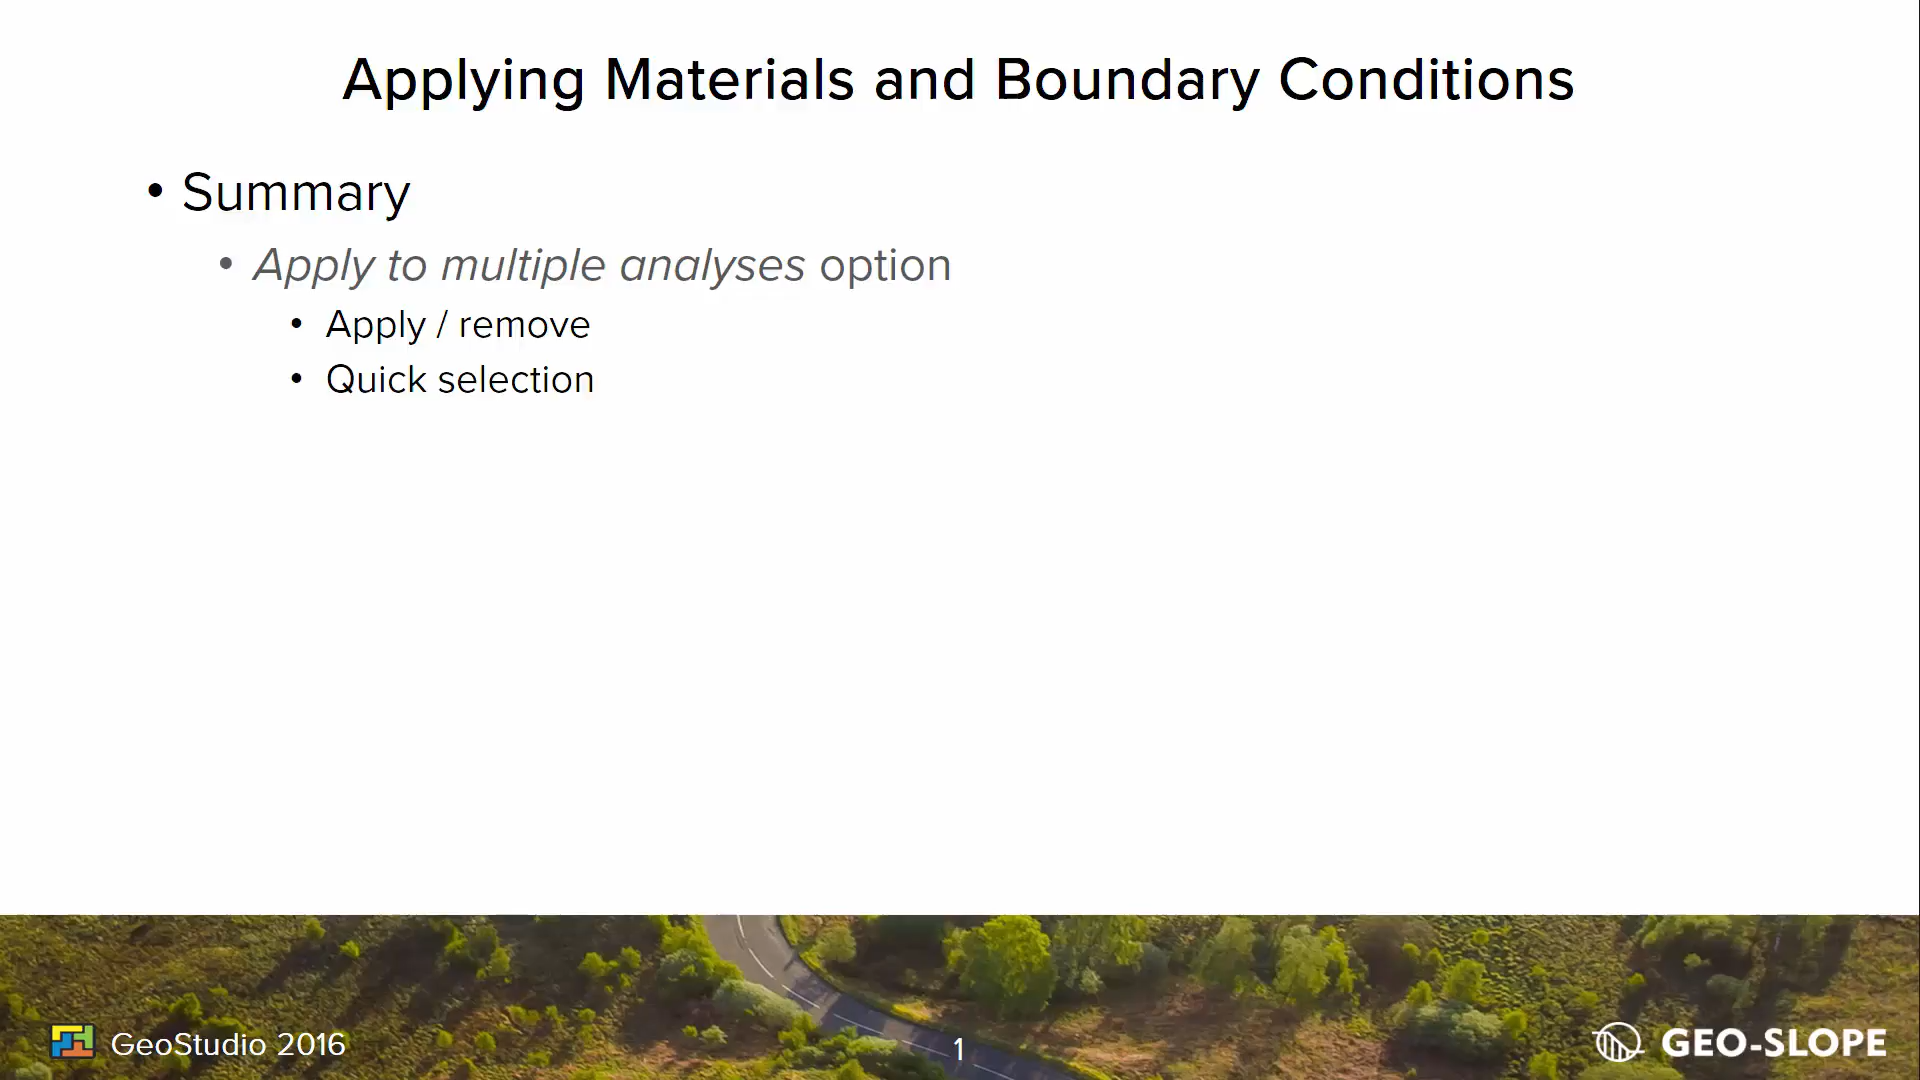 Applying Materials and Boundary Conditions
• Summary
• Apply to multiple analyses option
• Apply / remove
• Quick selection
GeoStudio 2016
1
GEO-SLOPE